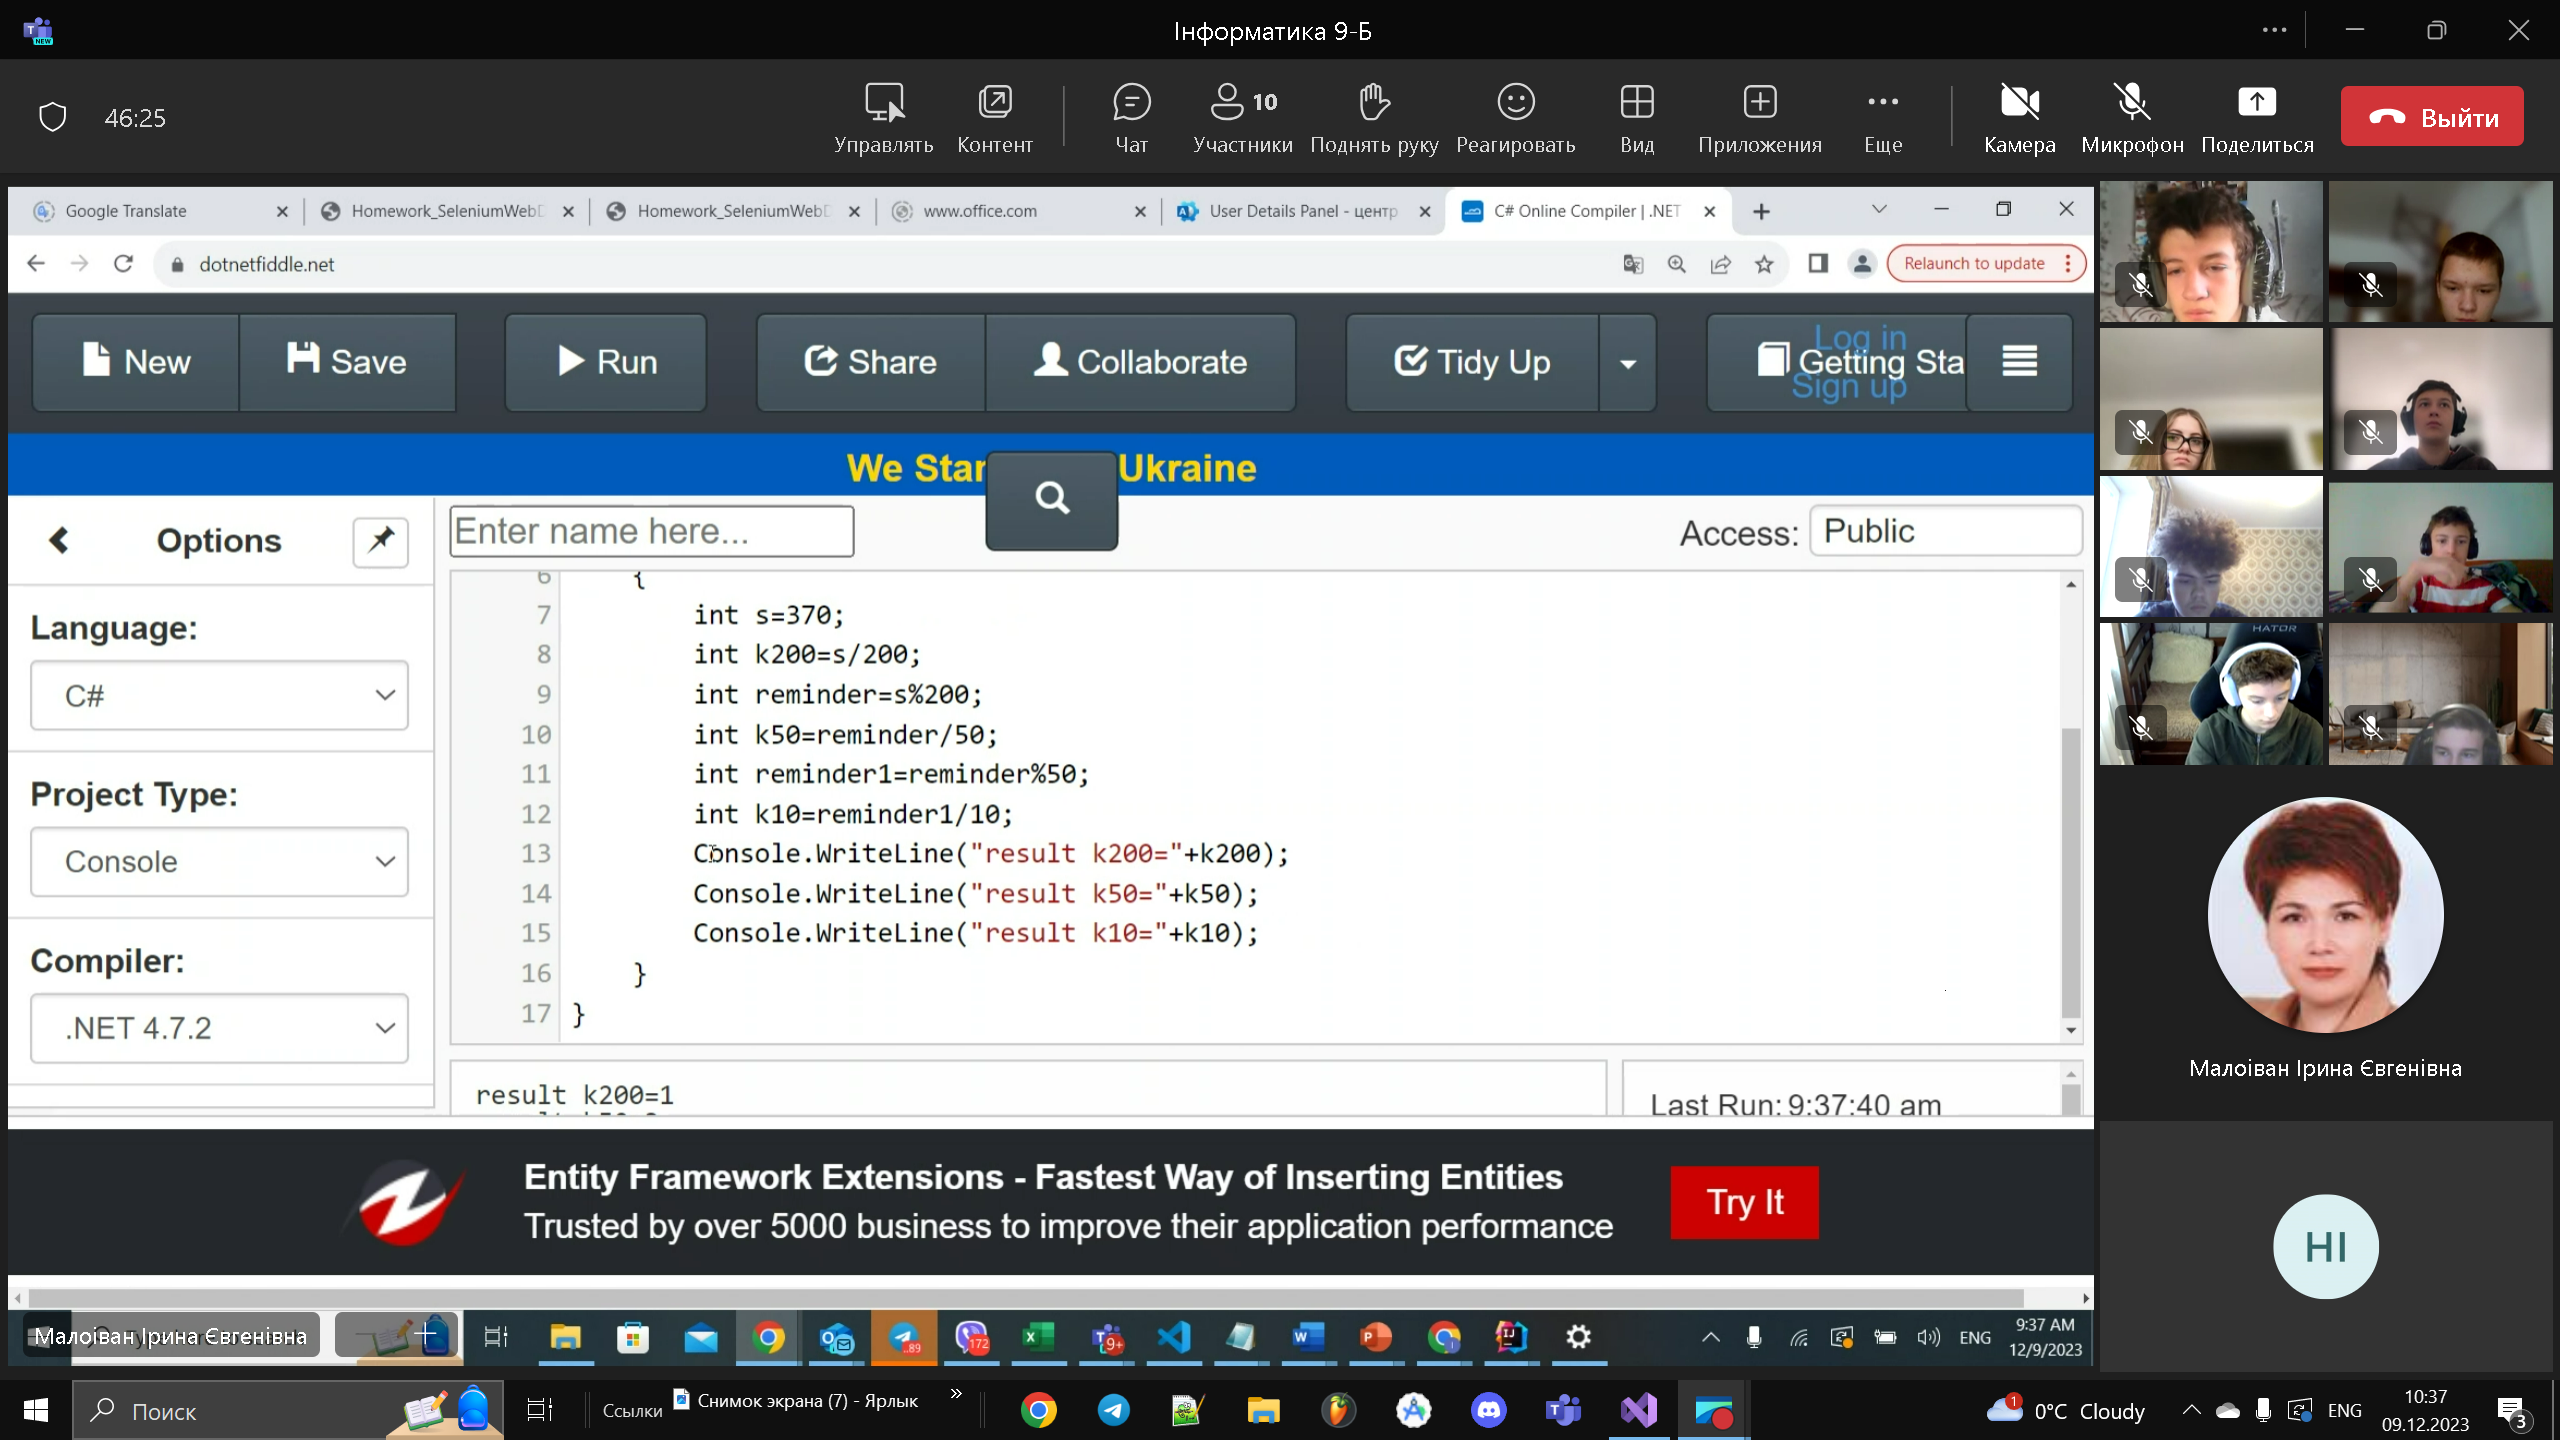 Інформатика 9-Б
46:25
Управлять
Контент
Чат
10
Участники
Поднять руку
Реагировать
Вид
Приложения
Еще
Камера
Микрофон
Поделиться
Выйти
Google Translate
Homework_SeleniumWebD
Homework_SeleniumWebD
www.office.com
User Details Panel - центр
C# Online Compiler | .NET
dotnetfiddle.net
Relaunch to update
New
Save
Run
Share
Collaborate
Tidy Up
Getting Sta
Log in
Sign up
We Star
Ukraine
Options
Enter name here...
Access:
Public
Language:
C#
Project Type:
Console
Compiler:
.NET 4.7.2
6 {
7 int s=370;
8 int k200=s/200;
9 int reminder=s%200;
10 int k50=reminder/50;
11 int reminder1=reminder%50;
12 int k10=reminder1/10;
13 Console.WriteLine("result k200="+k200);
14 Console.WriteLine("result k50="+k50);
15 Console.WriteLine("result k10="+k10);
16 }
17 }
result k200=1
Last Run: 9:37:40 am
Entity Framework Extensions - Fastest Way of Inserting Entities
Trusted by over 5000 business to improve their application performance
Try It
HATOR
Малоіван Ірина Євгенівна
НІ
Малоіван Ірина Євгенівна
89
172
9+
ENG
9:37 AM
12/9/2023
Поиск
Ссылки
Снимок экрана (7) - Ярлык
1
0°C Cloudy
ENG
10:37
09.12.2023
3